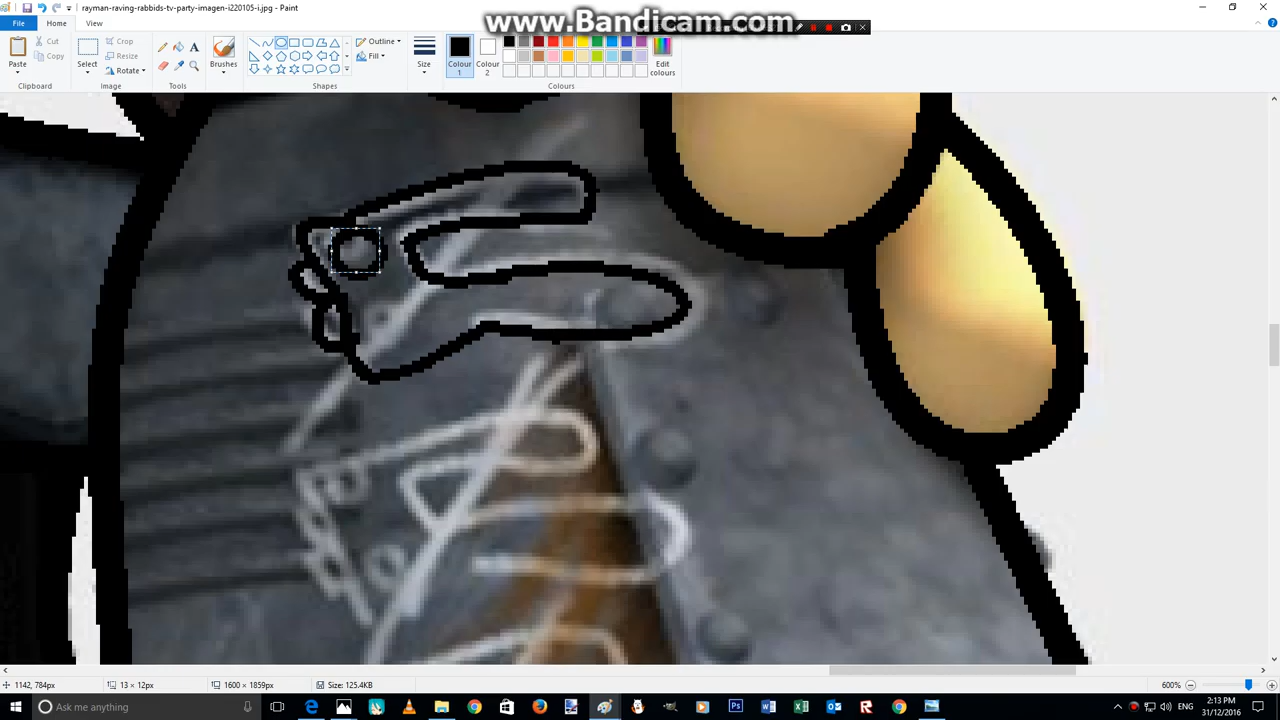 rayman-raving-rabbids-tv-party-imagen-i220105-i.jpg - Paint
www.Bandicam.com
File
Home
View
Paste
Cut
Copy
Clipboard
Select
Crop
Resize
Rotate
Image
Tools
Brushes
Outline
Fill
Shapes
Size
Colour 1
Colour 2
Edit colours
Colours
1142, 784px
13 × 12px
1600 × 1859px
Size: 125.4KB
600%
Ask me anything
ENG
2:13 PM
31/12/2016